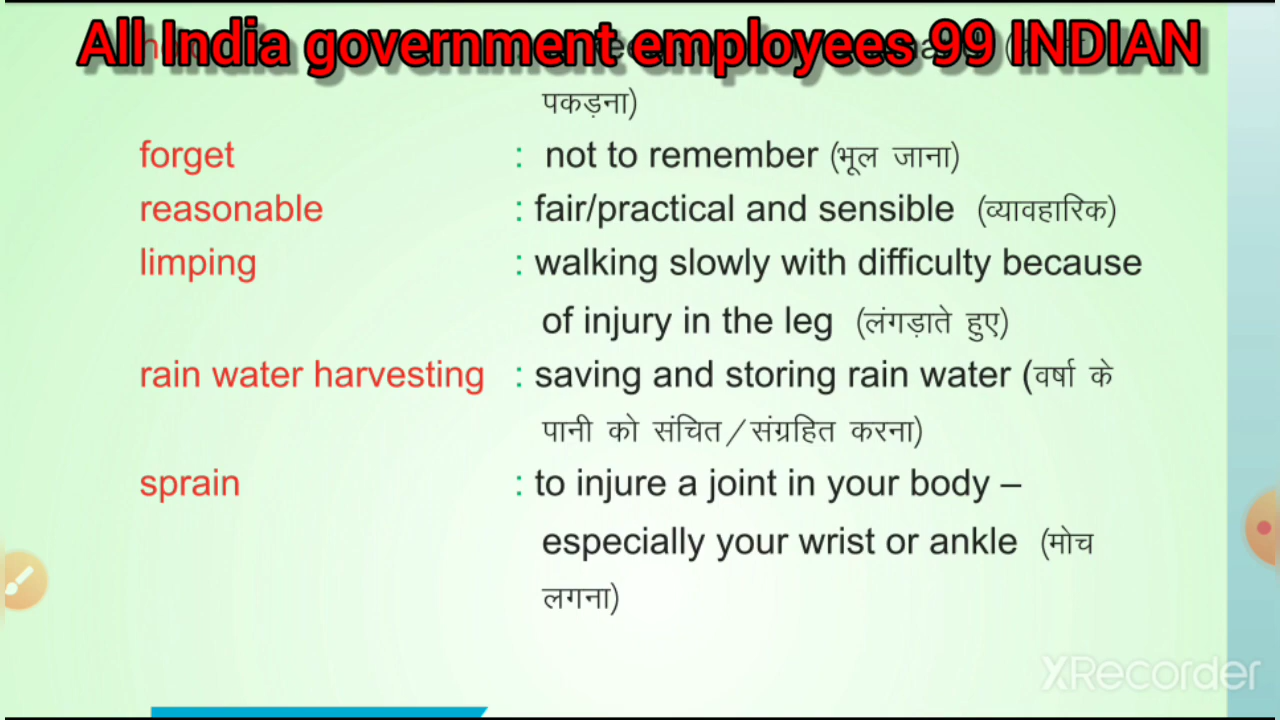 All India government employees 99 INDIAN
पकड़ना)
forget : not to remember (भूल जाना)
reasonable : fair/practical and sensible (व्यावहारिक)
limping : walking slowly with difficulty because
of injury in the leg (लंगड़ाते हुए)
rain water harvesting : saving and storing rain water (वर्षा के
पानी को संचित/संग्रहित करना)
sprain : to injure a joint in your body –
especially your wrist or ankle (मोच
लगना)
XRecorder